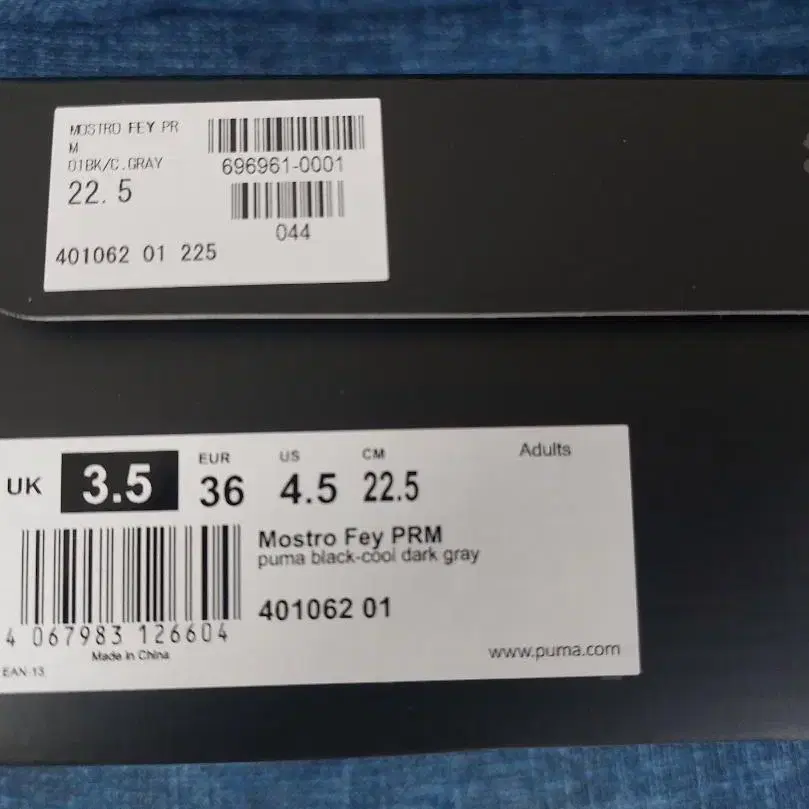 MOSTRO FEY PR
M
01BK/C.GRAY
22.5
696961-0001
044
401062 01 225
UK 3.5
EUR 36
US 4.5
CM 22.5
Adults
Mostro Fey PRM
puma black-cool dark gray
401062 01
4 067983 126604
Made in China
EAN 13
www.puma.com